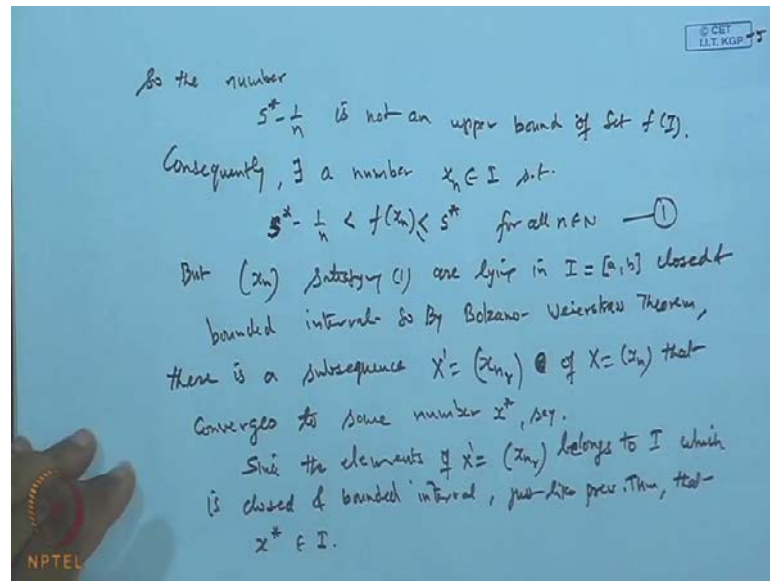 © CET
I.I.T. KGP
So the number
s* - 1/n is not an upper bound of Set f(I).
Consequently, ∃ a number xₙ ∈ I s.t.
s* - 1/n < f(xₙ) ≤ s* for all n∈N —①
But (xₙ) satisfying (1) are lying in I = [a,b] closed &
bounded interval. So By Bolzano-Weierstrass Theorem,
there is a subsequence X' = (xₙᵣ) of X = (xₙ) that
converges to some number x*, say.
Since the elements of X' = (xₙᵣ) belongs to I which
is closed & bounded interval, just like prev. Thm, that
x* ∈ I.
NPTEL